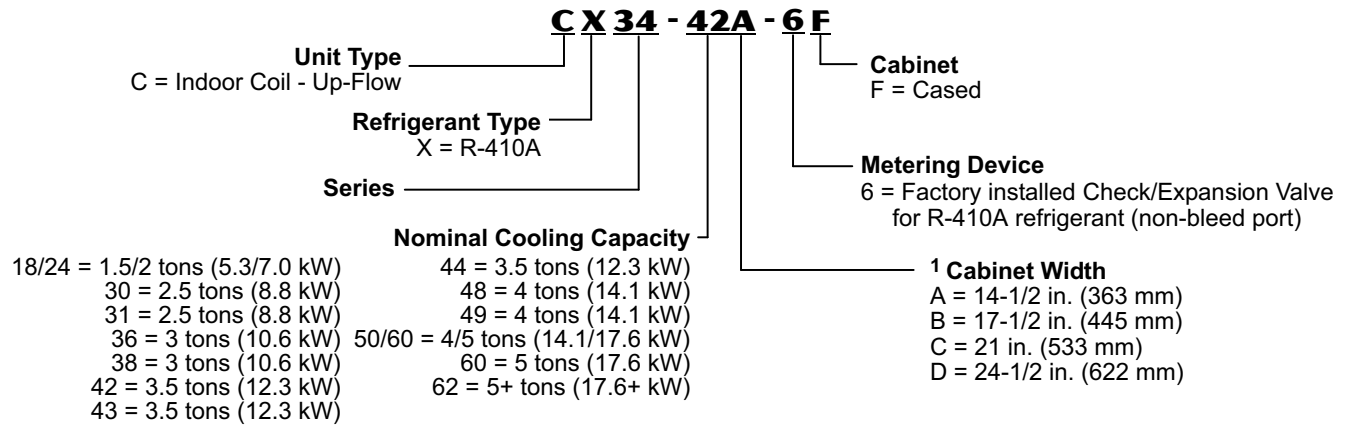 CX34-42A-6F
Unit Type
C = Indoor Coil - Up-Flow
Refrigerant Type
X = R-410A
Series
Nominal Cooling Capacity
18/24 = 1.5/2 tons (5.3/7.0 kW)
30 = 2.5 tons (8.8 kW)
31 = 2.5 tons (8.8 kW)
36 = 3 tons (10.6 kW)
38 = 3 tons (10.6 kW)
42 = 3.5 tons (12.3 kW)
43 = 3.5 tons (12.3 kW)
44 = 3.5 tons (12.3 kW)
48 = 4 tons (14.1 kW)
49 = 4 tons (14.1 kW)
50/60 = 4/5 tons (14.1/17.6 kW)
60 = 5 tons (17.6 kW)
62 = 5+ tons (17.6+ kW)
Cabinet
F = Cased
Metering Device
6 = Factory installed Check/Expansion Valve
for R-410A refrigerant (non-bleed port)
1 Cabinet Width
A = 14-1/2 in. (363 mm)
B = 17-1/2 in. (445 mm)
C = 21 in. (533 mm)
D = 24-1/2 in. (622 mm)